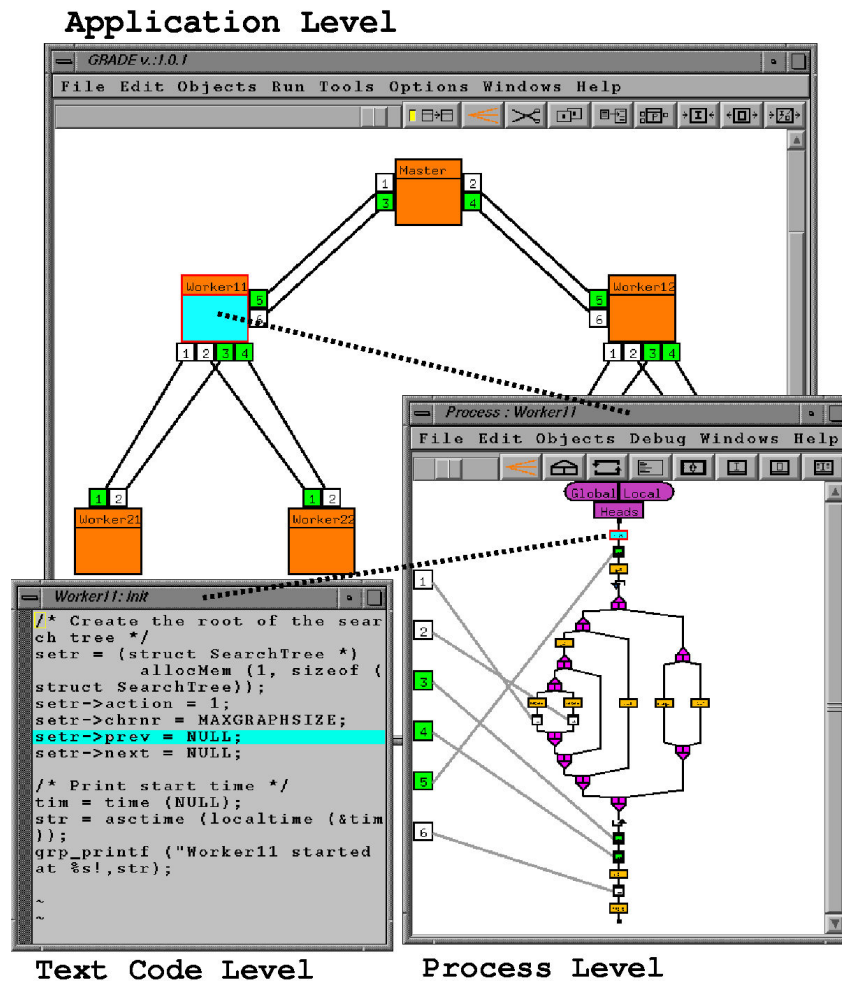 Application Level
GRADE v.:1.0.1
File Edit Objects Run Tools Options Windows Help
Master
1
2
3
4
Worker11
5
6
Worker12
5
6
1 2 3 4
1 2 3 4
1 2
1 2
Worker21
Worker22
Process : Worker11
File Edit Objects Debug Windows Help
Global Local
Heads
1
2
3
4
5
6
Worker11: Init
/* Create the root of the sear
ch tree */
setr = (struct SearchTree *)
allocMem (1, sizeof (
struct SearchTree));
setr->action = 1;
setr->chrnr = MAXGRAPHSIZE;
setr->prev = NULL;
setr->next = NULL;
/* Print start time */
tim = time (NULL);
str = asctime (localtime (&tim
));
grp_printf ("Worker11 started
at %s!,str);
~
~
Text Code Level
Process Level